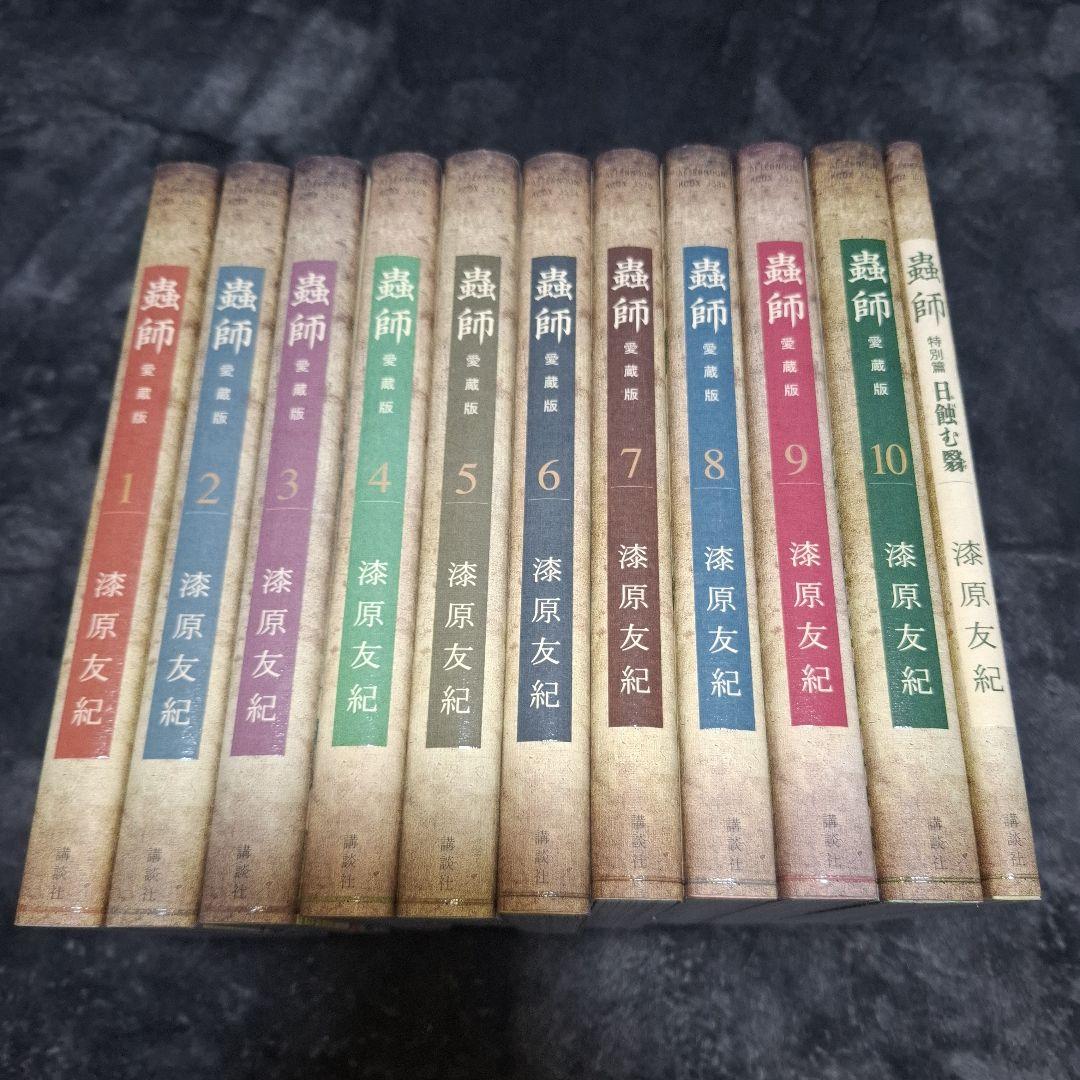 蟲師 愛蔵版 1 漆原友紀 講談社
蟲師 愛蔵版 2 漆原友紀 講談社
蟲師 愛蔵版 3 漆原友紀 講談社
蟲師 愛蔵版 4 漆原友紀 講談社
蟲師 愛蔵版 5 漆原友紀 講談社
蟲師 愛蔵版 6 漆原友紀 講談社
蟲師 愛蔵版 7 漆原友紀 講談社
蟲師 愛蔵版 8 漆原友紀 講談社
蟲師 愛蔵版 9 漆原友紀 講談社
蟲師 愛蔵版 10 漆原友紀 講談社
蟲師 特別篇 日蝕む翳 漆原友紀 講談社